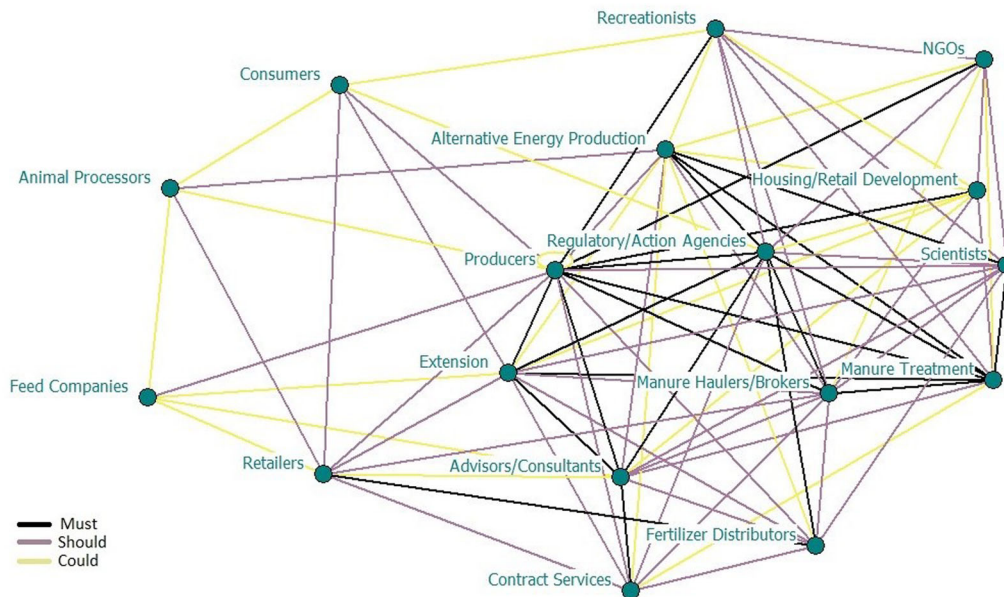 Recreationists
NGOs
Consumers
Alternative Energy Production
Animal Processors
Housing/Retail Development
Regulatory/Action Agencies
Producers
Scientists
Extension
Manure Haulers/Brokers
Manure Treatment
Feed Companies
Retailers
Advisors/Consultants
Must
Should
Could
Fertilizer Distributors
Contract Services